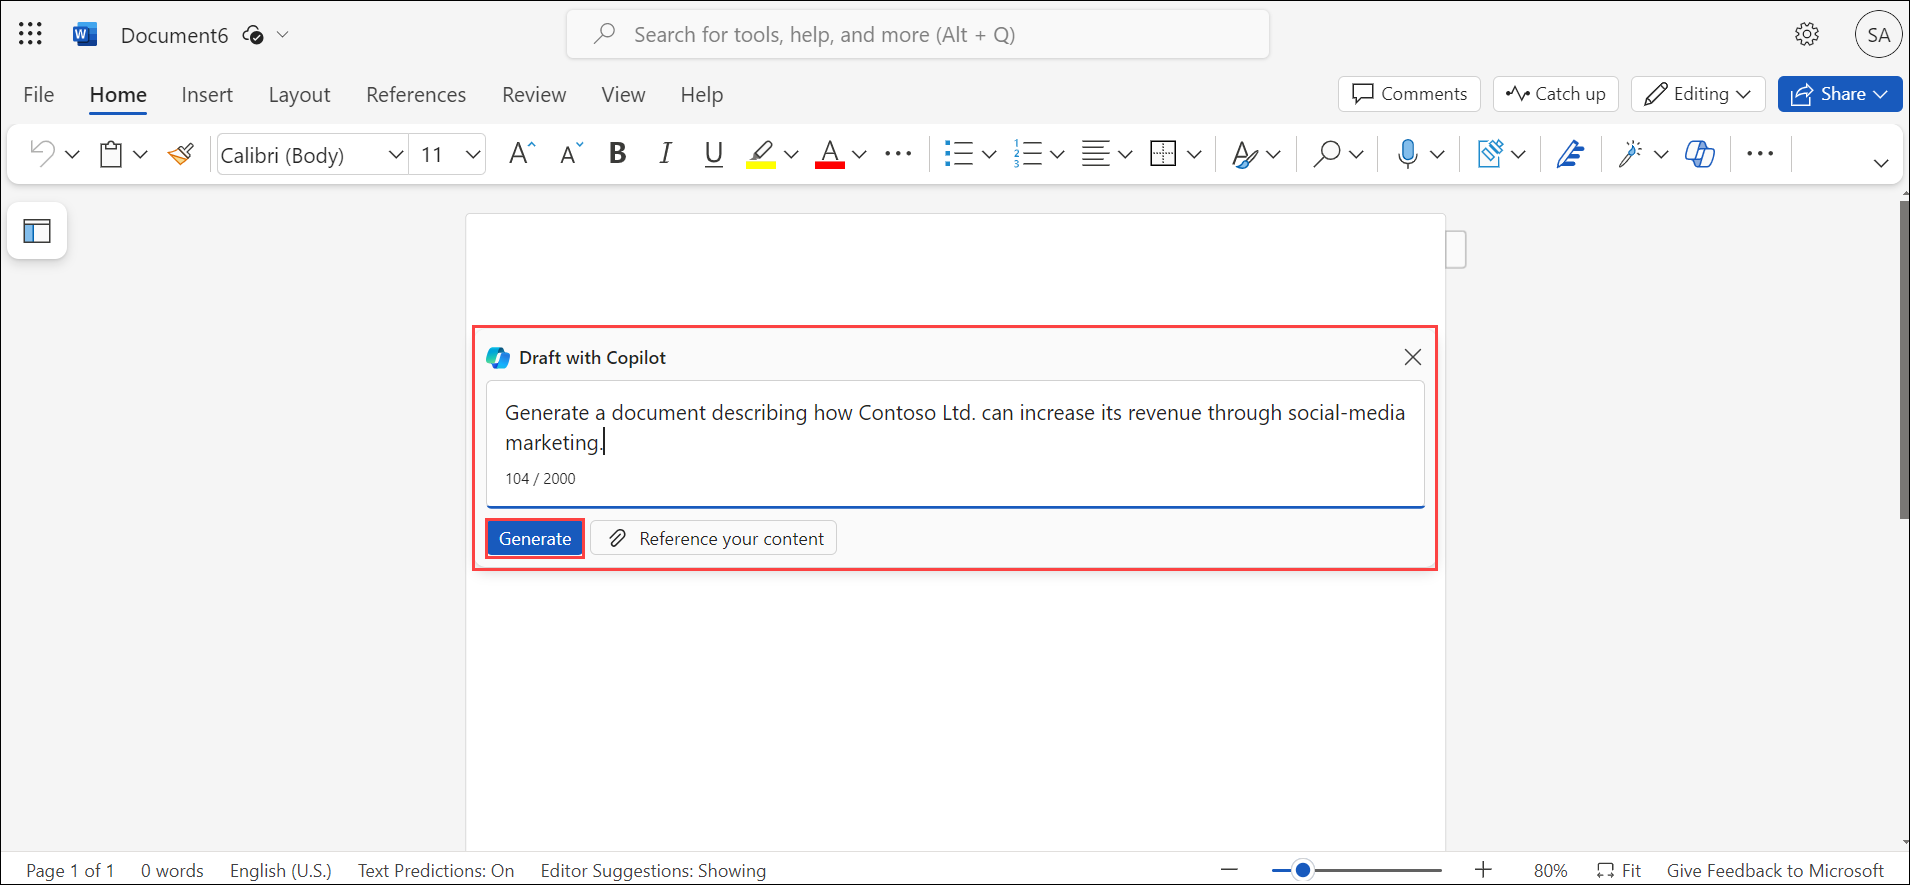 Document6
Search for tools, help, and more (Alt + Q)
SA
File Home Insert Layout References Review View Help
Comments Catch up Editing Share
Calibri (Body) 11 A A B I U A
Draft with Copilot
Generate a document describing how Contoso Ltd. can increase its revenue through social-media
marketing.
104 / 2000
Generate Reference your content
Page 1 of 1 0 words English (U.S.) Text Predictions: On Editor Suggestions: Showing 80% Fit Give Feedback to Microsoft